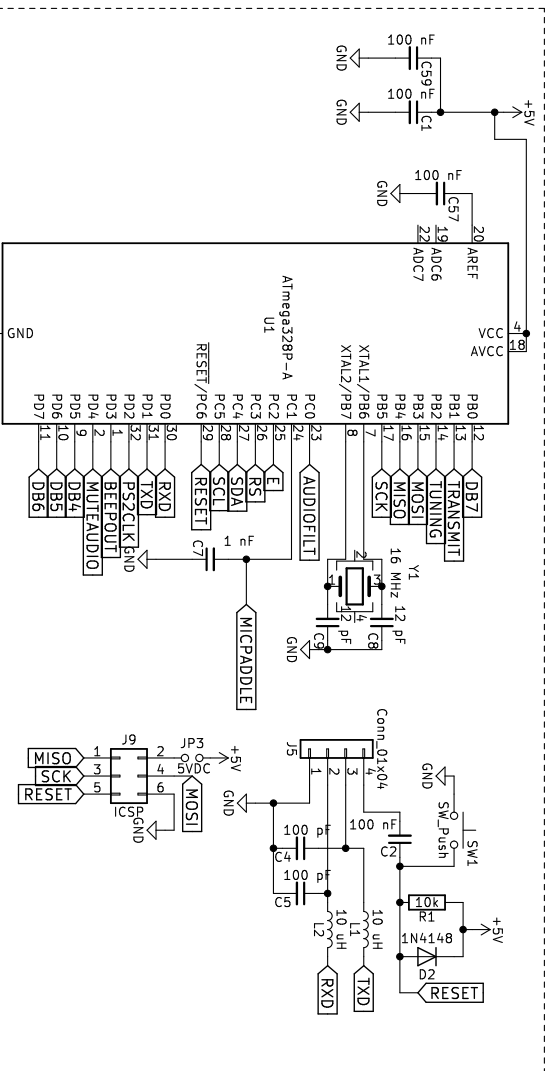 100 nF
C59
GND
100 nF
C1
GND
+5V
100 nF
C57
GND
20
AREF
19
ADC6
22
ADC7
VCC
4
AVCC
18
GND
ATmega328P-A
U1
PB0
12
DB7
PB1
13
TRANSMIT
PB2
14
TUNING
PB3
15
MOSI
PB4
16
MISO
PB5
17
SCK
XTAL1/PB6
7
XTAL2/PB7
8
PC0
23
AUDIOFILT
PC1
24
PC2
25
E
PC3
26
RS
PC4
27
SDA
PC5
28
SCL
RESET/PC6
29
RESET
PD0
30
RXD
PD1
31
TXD
PD2
32
PS2CLK
PD3
1
BEEPOUT
PD4
2
MUTEAUDIO
PD5
9
DB4
PD6
10
DB5
PD7
11
DB6
1 nF
C7
GND
MICPADDLE
Y1
16 MHz
1
2
3
4
12 pF
C8
12 pF
C9
GND
J9
ICSP
MISO
1
SCK
3
RESET
5
2
4
6
JP3
5VDC
+5V
MOSI
GND
Conn_01x04
J5
1
2
3
4
GND
100 pF
C4
100 pF
C5
100 nF
C2
10 uH
L1
TXD
10 uH
L2
RXD
GND
SW_Push
SW1
10k
R1
+5V
1N4148
D2
RESET